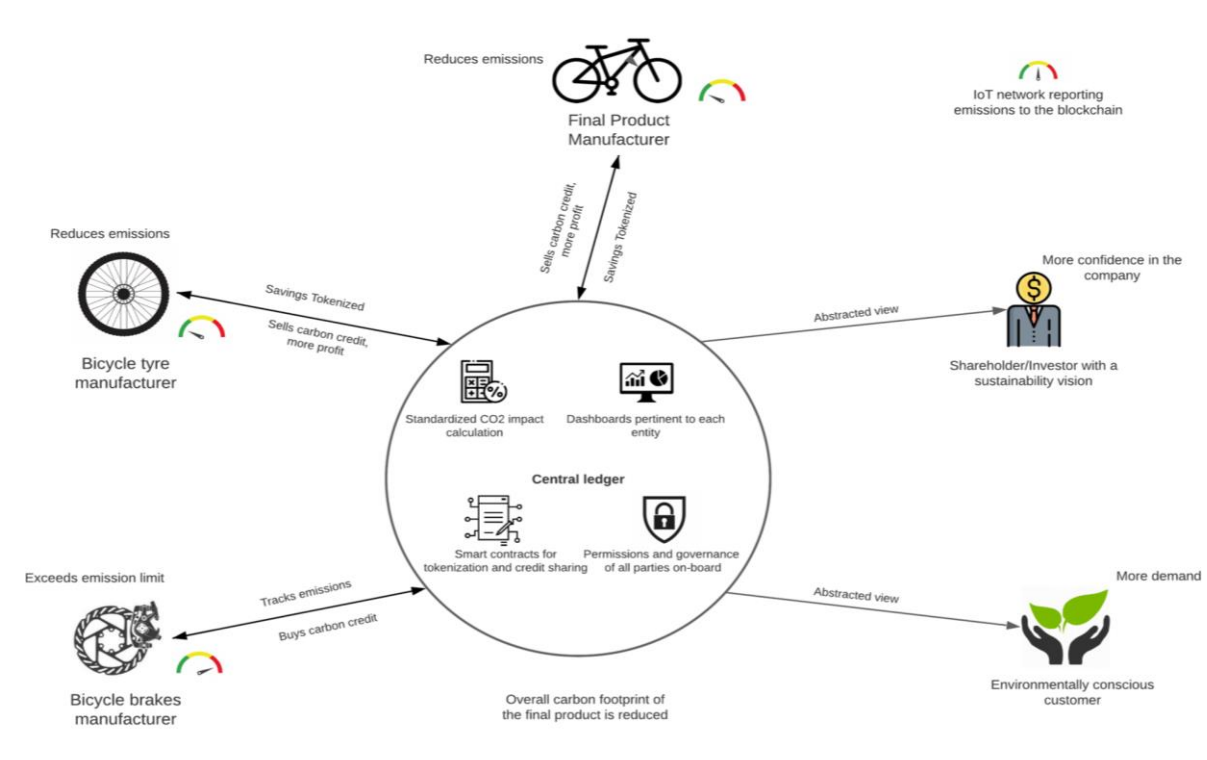 Reduces emissions
Final Product
Manufacturer
IoT network reporting
emissions to the blockchain
Sells carbon credit,
more profit
Savings Tokenized
Reduces emissions
Bicycle tyre
manufacturer
Savings Tokenized
Sells carbon credit,
more profit
Abstracted view
More confidence in the
company
Shareholder/Investor with a
sustainability vision
Standardized CO2 impact
calculation
Dashboards pertinent to each
entity
Central ledger
Smart contracts for
tokenization and credit sharing
Permissions and governance
of all parties on-board
Exceeds emission limit
Bicycle brakes
manufacturer
Tracks emissions
Buys carbon credit
Abstracted view
More demand
Environmentally conscious
customer
Overall carbon footprint of
the final product is reduced